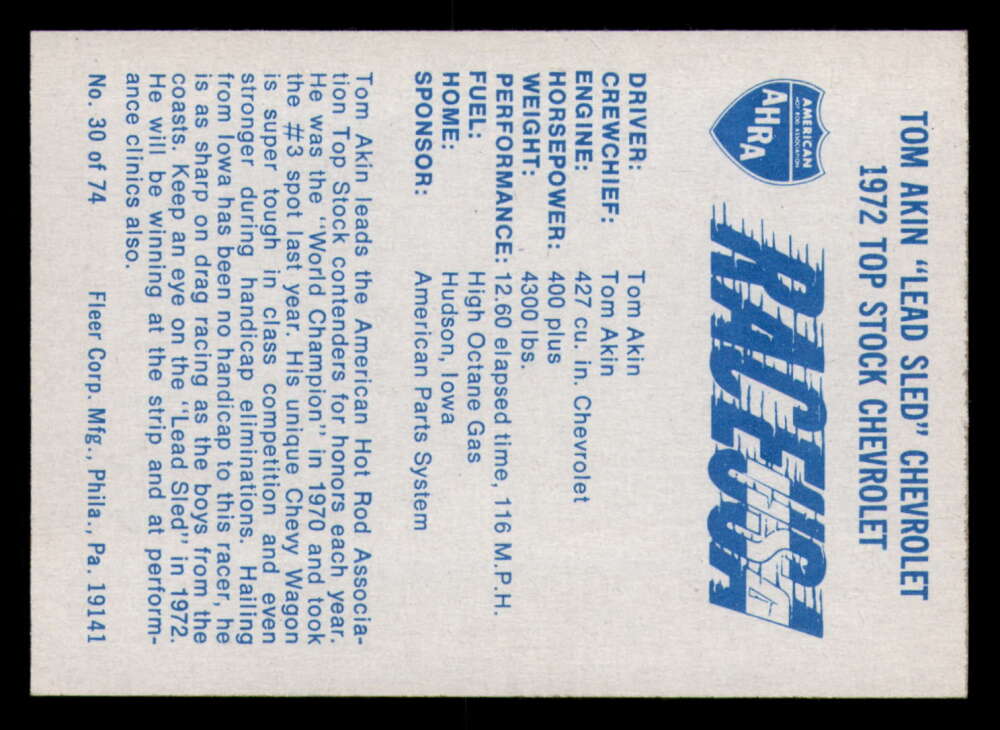 TOM AKIN "LEAD SLED" CHEVROLET
1972 TOP STOCK CHEVROLET
AMERICAN
HOT ROD ASSOCIATION
AHRA
RACE USA
DRIVER: Tom Akin
CREWCHIEF: Tom Akin
ENGINE: 427 cu. in. Chevrolet
HORSEPOWER: 400 plus
WEIGHT: 4300 lbs.
PERFORMANCE: 12.60 elapsed time, 116 M.P.H.
FUEL: High Octane Gas
HOME: Hudson, Iowa
SPONSOR: American Parts System
Tom Akin leads the American Hot Rod Associa-
tion Top Stock contenders for honors each year.
He was the "World Champion" in 1970 and took
the #3 spot last year. His unique Chevy Wagon
is super tough in class competition and even
stronger during handicap eliminations. Hailing
from Iowa has been no handicap to this racer, he
is as sharp on drag racing as the boys from the
coasts. Keep an eye on the "Lead Sled" in 1972.
He will be winning at the strip and at perform-
ance clinics also.
No. 30 of 74 Fleer Corp. Mfg., Phila., Pa. 19141